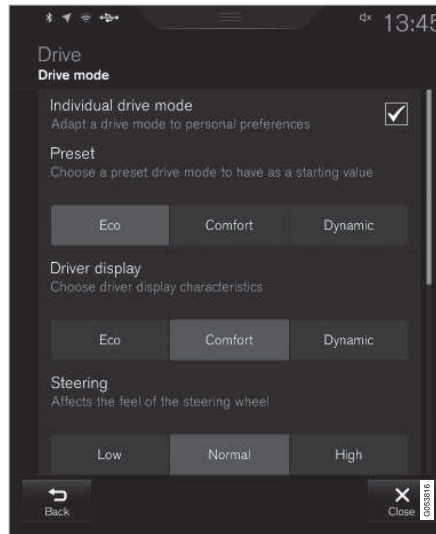 13:45
Drive
Drive mode
Individual drive mode
Adapt a drive mode to personal preferences
Preset
Choose a preset drive mode to have as a starting value
Eco Comfort Dynamic
Driver display
Choose driver display characteristics
Eco Comfort Dynamic
Steering
Affects the feel of the steering wheel
Low Normal High
Back Close
G053816